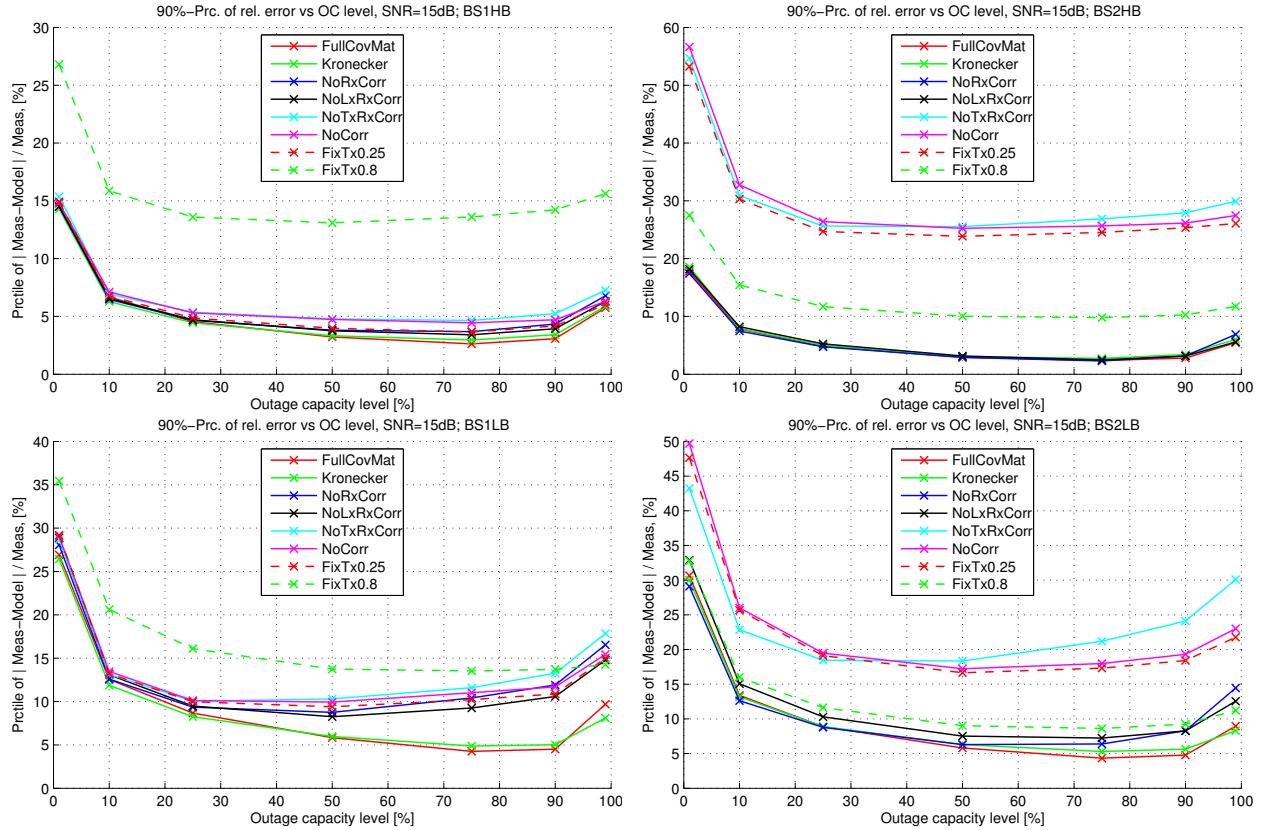 90%−Prc. of rel. error vs OC level, SNR=15dB; BS1HB
Prctile of | Meas−Model | / Meas, [%]
30
25
20
15
10
5
0
FullCovMat
Kronecker
NoRxCorr
NoLxRxCorr
NoTxRxCorr
NoCorr
FixTx0.25
FixTx0.8
0 10 20 30 40 50 60 70 80 90 100
Outage capacity level [%]
90%−Prc. of rel. error vs OC level, SNR=15dB; BS2HB
Prctile of | Meas−Model | / Meas, [%]
60
50
40
30
20
10
0
FullCovMat
Kronecker
NoRxCorr
NoLxRxCorr
NoTxRxCorr
NoCorr
FixTx0.25
FixTx0.8
0 10 20 30 40 50 60 70 80 90 100
Outage capacity level [%]
90%−Prc. of rel. error vs OC level, SNR=15dB; BS1LB
Prctile of | Meas−Model | / Meas, [%]
40
35
30
25
20
15
10
5
0
FullCovMat
Kronecker
NoRxCorr
NoLxRxCorr
NoTxRxCorr
NoCorr
FixTx0.25
FixTx0.8
0 10 20 30 40 50 60 70 80 90 100
Outage capacity level [%]
90%−Prc. of rel. error vs OC level, SNR=15dB; BS2LB
Prctile of | Meas−Model | / Meas, [%]
50
45
40
35
30
25
20
15
10
5
0
FullCovMat
Kronecker
NoRxCorr
NoLxRxCorr
NoTxRxCorr
NoCorr
FixTx0.25
FixTx0.8
0 10 20 30 40 50 60 70 80 90 100
Outage capacity level [%]